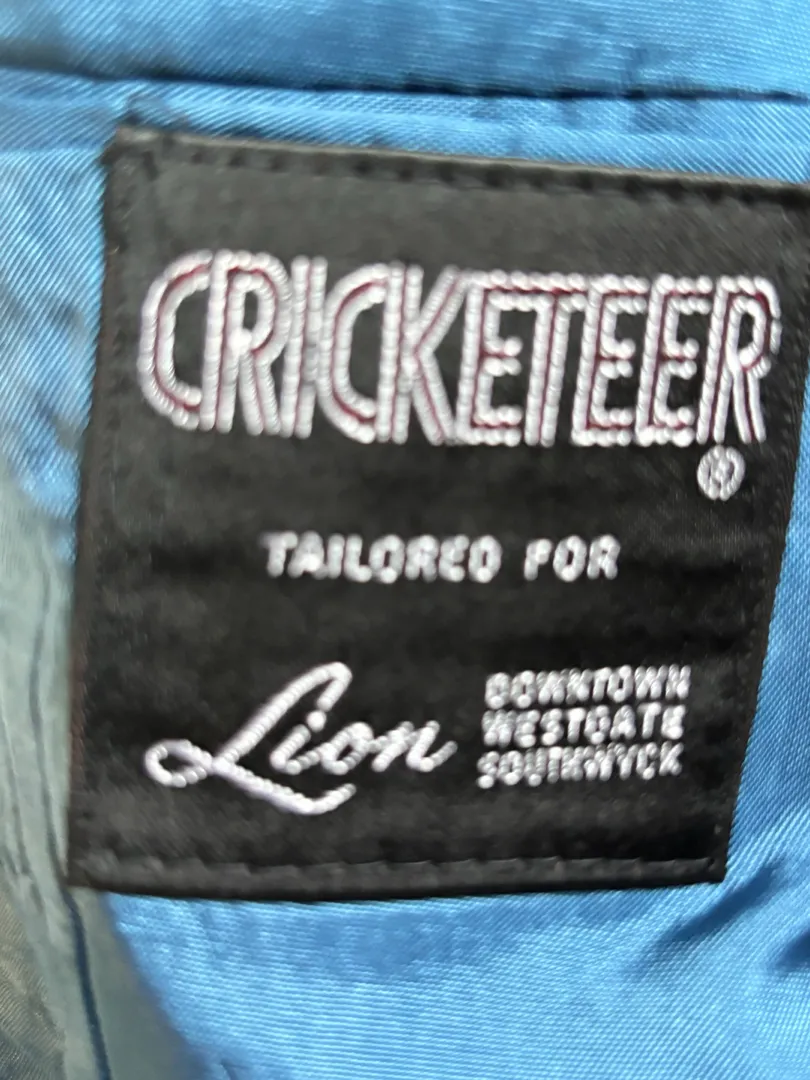 CRICKETEER
®
TAILORED FOR
Lion
DOWNTOWN
WESTGATE
SOUTHWYCK